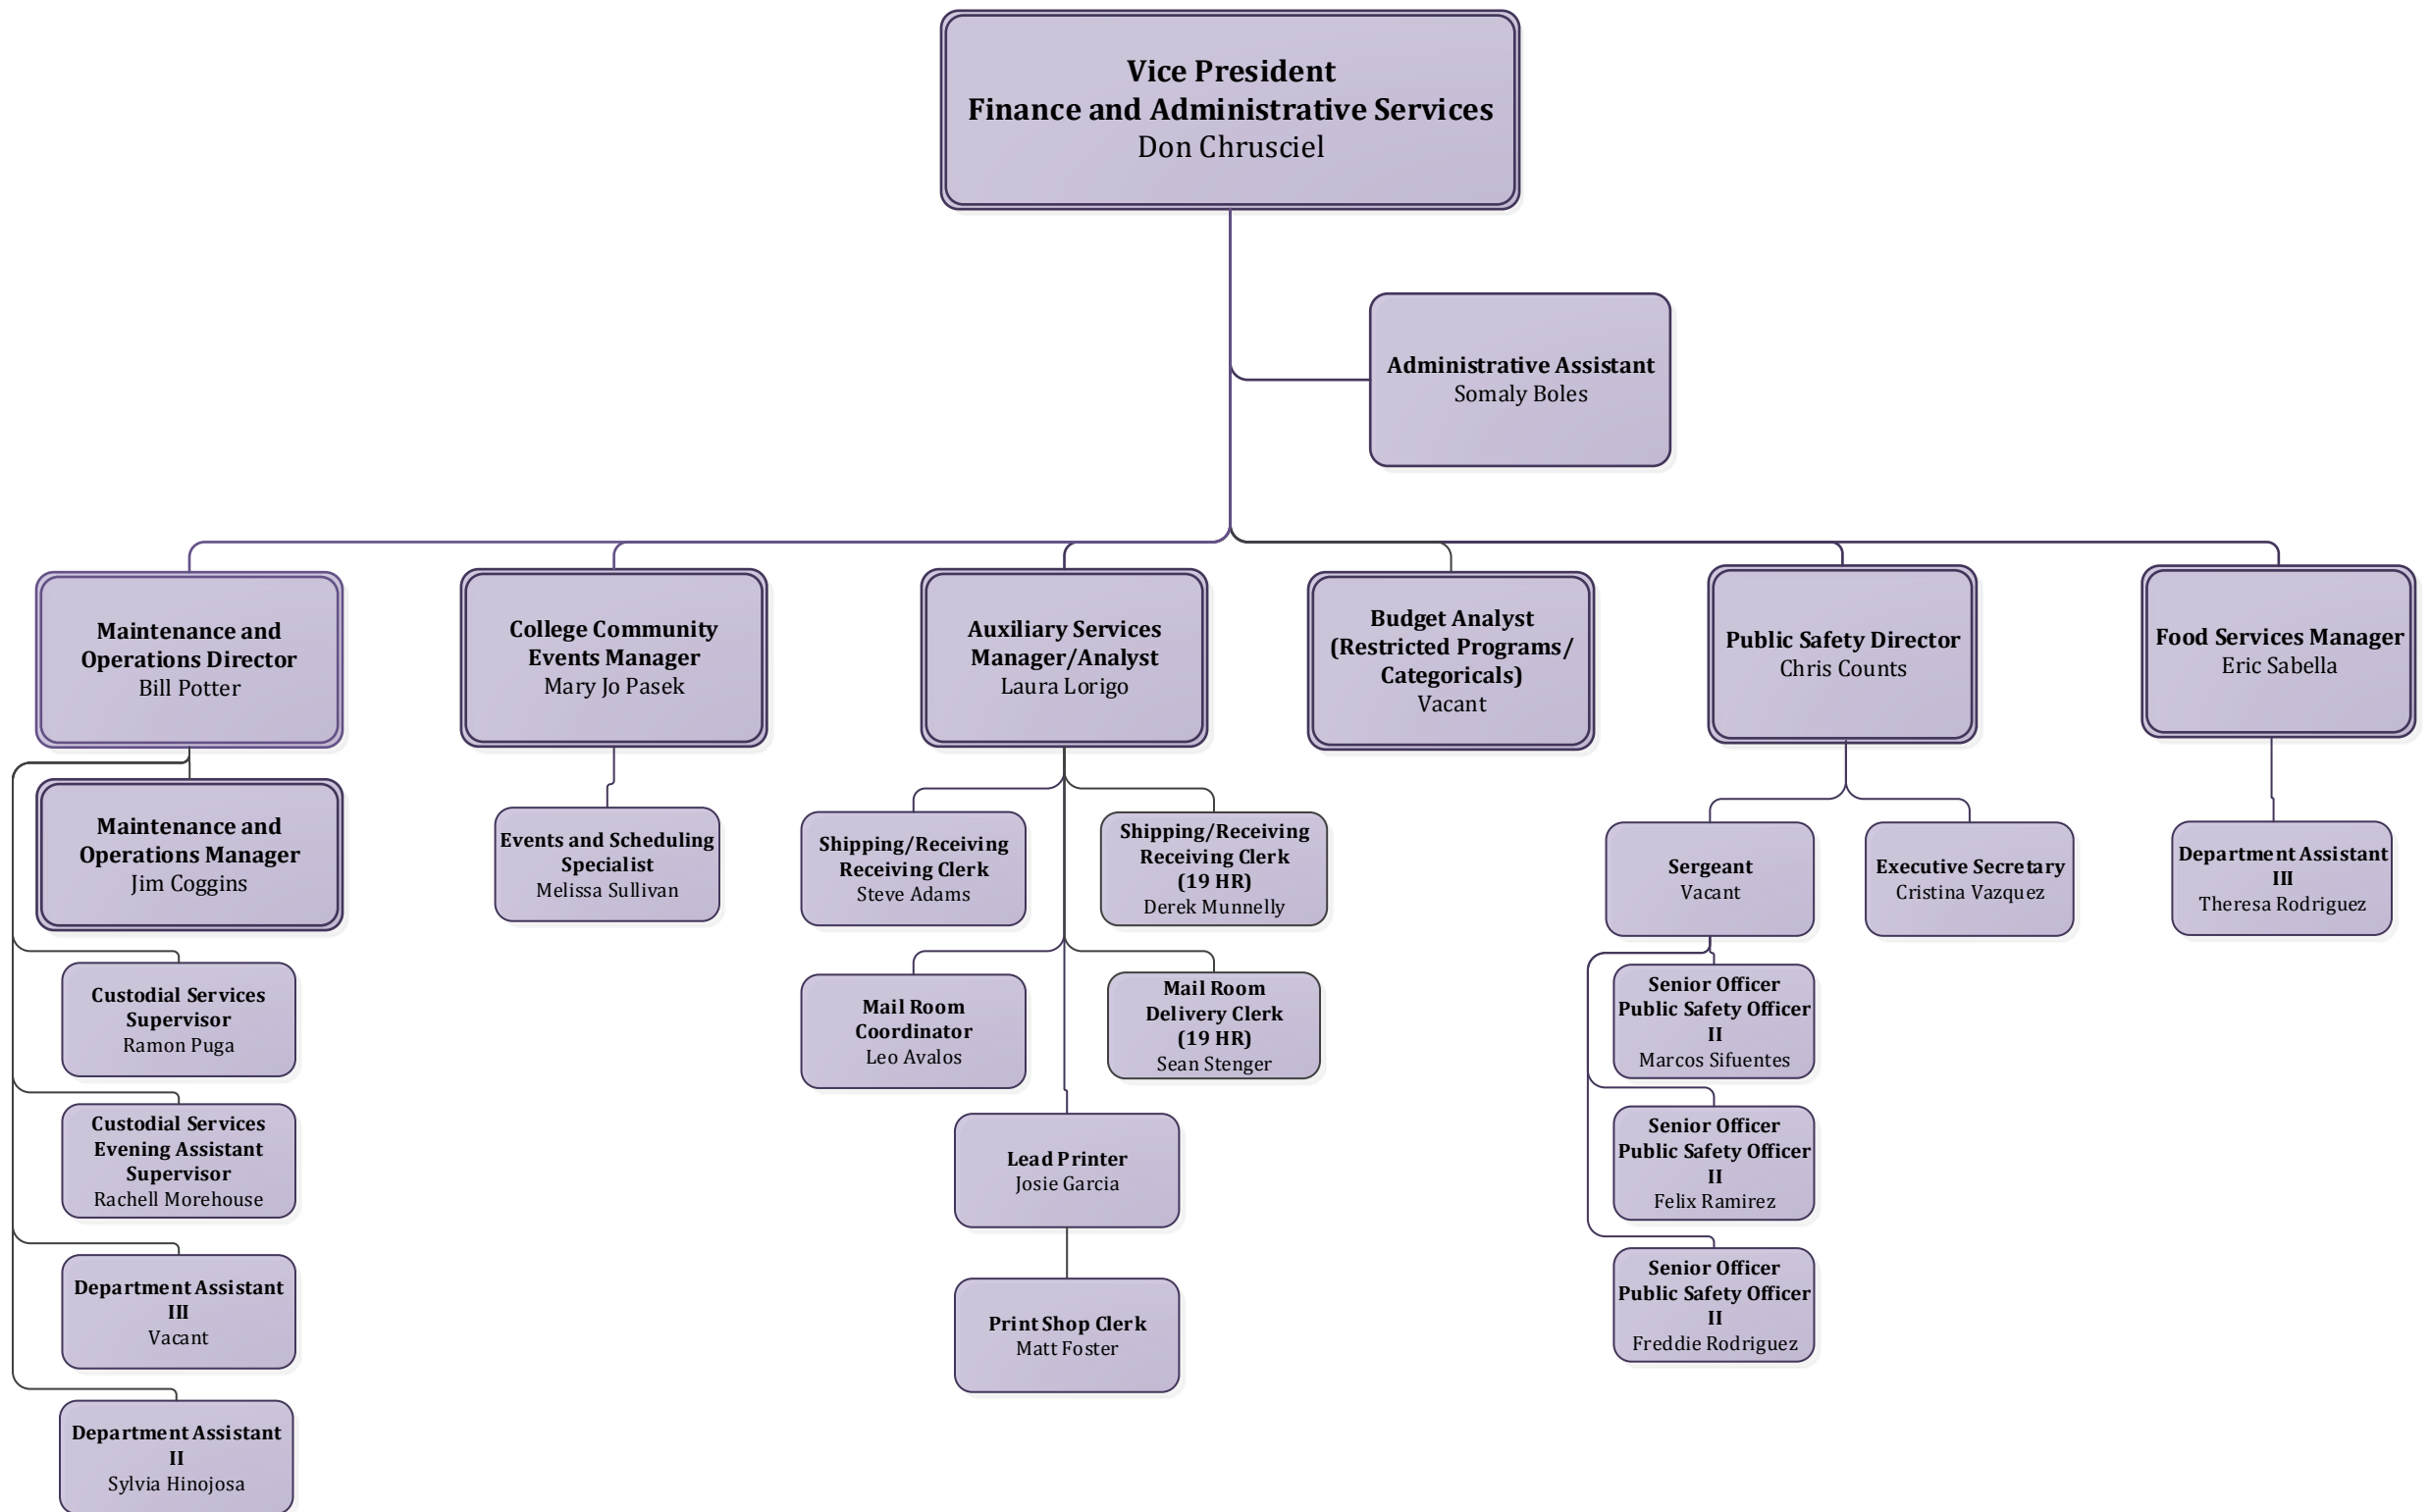 Vice President
Finance and Administrative Services
Don Chrusciel
Administrative Assistant
Somaly Boles
Maintenance and
Operations Director
Bill Potter
College Community
Events Manager
Mary Jo Pasek
Auxiliary Services
Manager/Analyst
Laura Lorigo
Budget Analyst
(Restricted Programs/
Categoricals)
Vacant
Public Safety Director
Chris Counts
Food Services Manager
Eric Sabella
Maintenance and
Operations Manager
Jim Coggins
Events and Scheduling
Specialist
Melissa Sullivan
Shipping/Receiving
Receiving Clerk
Steve Adams
Shipping/Receiving
Receiving Clerk
(19 HR)
Derek Munnelly
Sergeant
Vacant
Executive Secretary
Cristina Vazquez
Department Assistant
III
Theresa Rodriguez
Custodial Services
Supervisor
Ramon Puga
Mail Room
Coordinator
Leo Avalos
Mail Room
Delivery Clerk
(19 HR)
Sean Stenger
Senior Officer
Public Safety Officer
II
Marcos Sifuentes
Custodial Services
Evening Assistant
Supervisor
Rachell Morehouse
Lead Printer
Josie Garcia
Senior Officer
Public Safety Officer
II
Felix Ramirez
Department Assistant
III
Vacant
Print Shop Clerk
Matt Foster
Senior Officer
Public Safety Officer
II
Freddie Rodriguez
Department Assistant
II
Sylvia Hinojosa